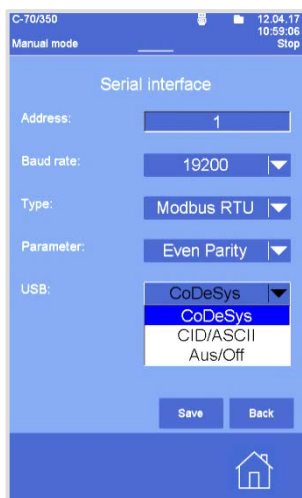 C-70/350
12.04.17
10:59:06
Manual mode
Stop
Serial interface
Address: 1
Baud rate: 19200
Type: Modbus RTU
Parameter: Even Parity
USB: CoDeSys
CoDeSys
CID/ASCII
Aus/Off
Save Back